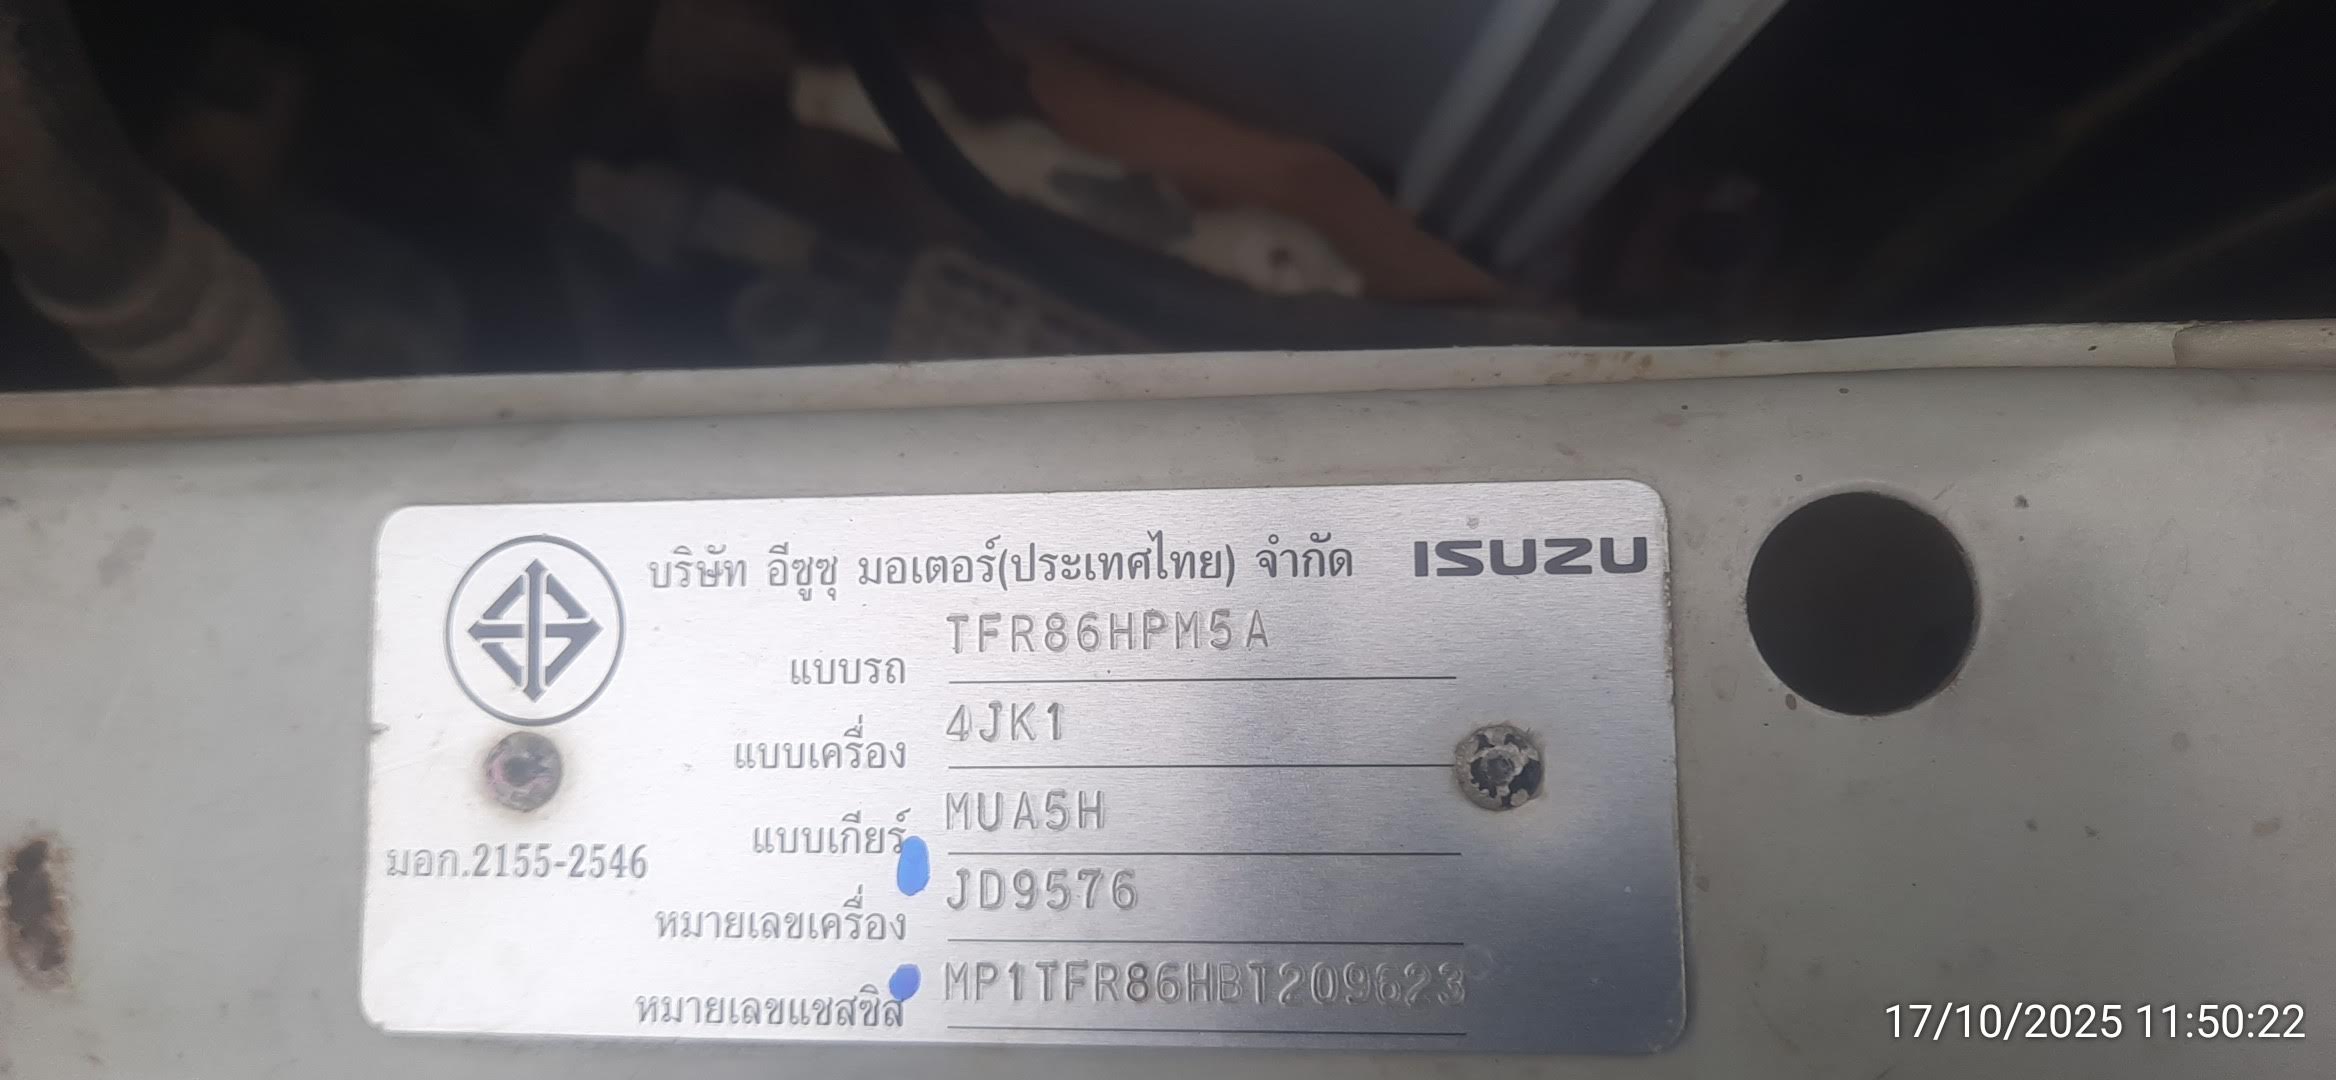 บริษัท อีซูซุ มอเตอร์(ประเทศไทย) จำกัด ISUZU
แบบรถ TFR86HPM5A
แบบเครื่อง 4JK1
แบบเกียร์ MUA5H
มอก.2155-2546
หมายเลขเครื่อง JD9576
หมายเลขแชสซิส MP1TFR86HBT209623
17/10/2025 11:50:22